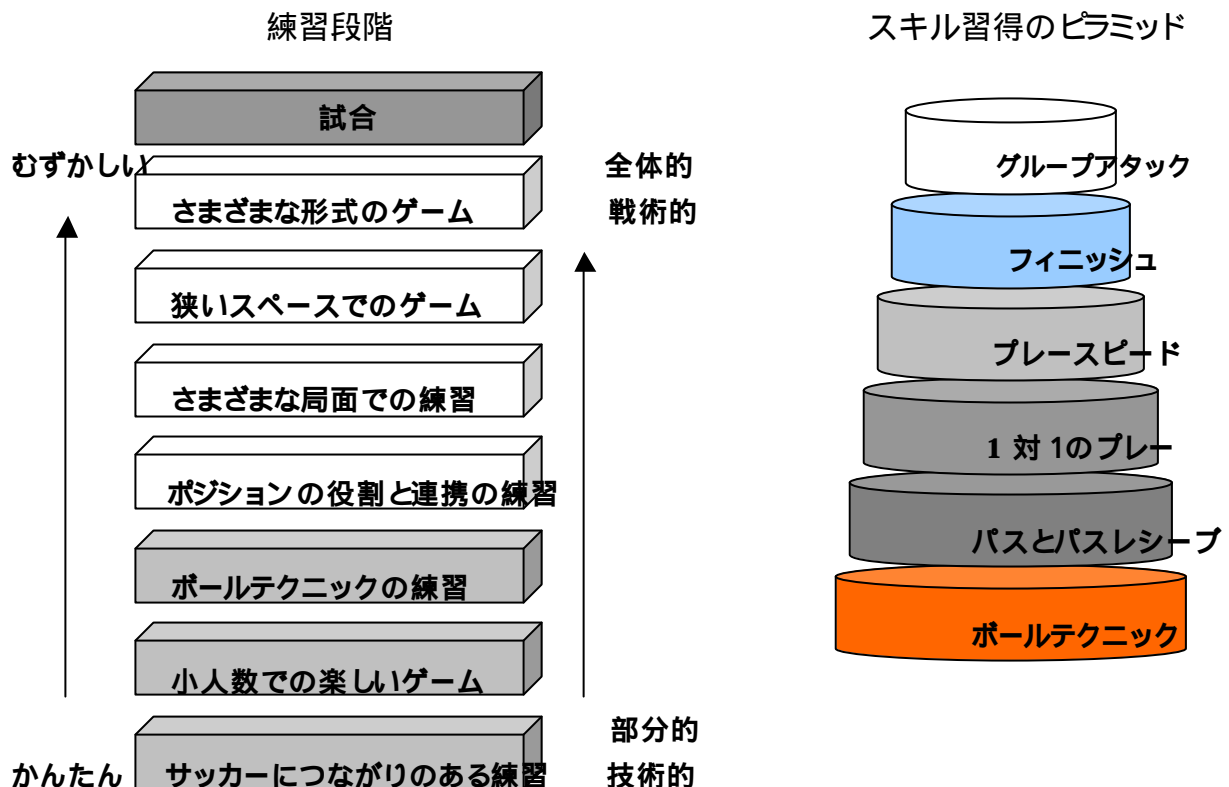 練習段階
スキル習得のピラミッド
試合
むずかしい
さまざまな形式のゲーム
狭いスペースでのゲーム
さまざまな局面での練習
ポジションの役割と連携の練習
ボールテクニックの練習
小人数での楽しいゲーム
かんたん
サッカーにつながりのある練習
全体的
戦術的
部分的
技術的
グループアタック
フィニッシュ
プレースピード
1 対 1のプレー
パスとパスレシーブ
ボールテクニック